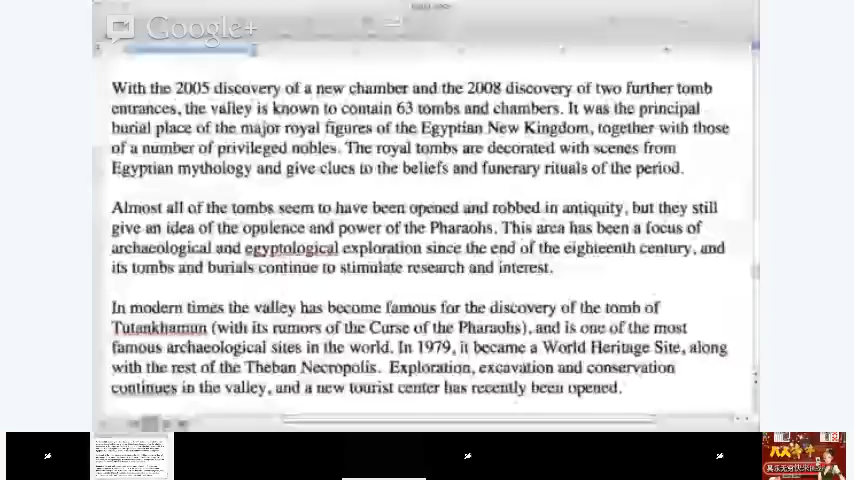 Google+
With the 2005 discovery of a new chamber and the 2008 discovery of two further tomb
entrances, the valley is known to contain 63 tombs and chambers. It was the principal
burial place of the major royal figures of the Egyptian New Kingdom, together with those
of a number of privileged nobles. The royal tombs are decorated with scenes from
Egyptian mythology and give clues to the beliefs and funerary rituals of the period.
Almost all of the tombs seem to have been opened and robbed in antiquity, but they still
give an idea of the opulence and power of the Pharaohs. This area has been a focus of
archaeological and egyptological exploration since the end of the eighteenth century, and
its tombs and burials continue to stimulate research and interest.
In modern times the valley has become famous for the discovery of the tomb of
Tutankhamun (with its rumors of the Curse of the Pharaohs), and is one of the most
famous archaeological sites in the world. In 1979, it became a World Heritage Site, along
with the rest of the Theban Necropolis. Exploration, excavation and conservation
continues in the valley, and a new tourist center has recently been opened.